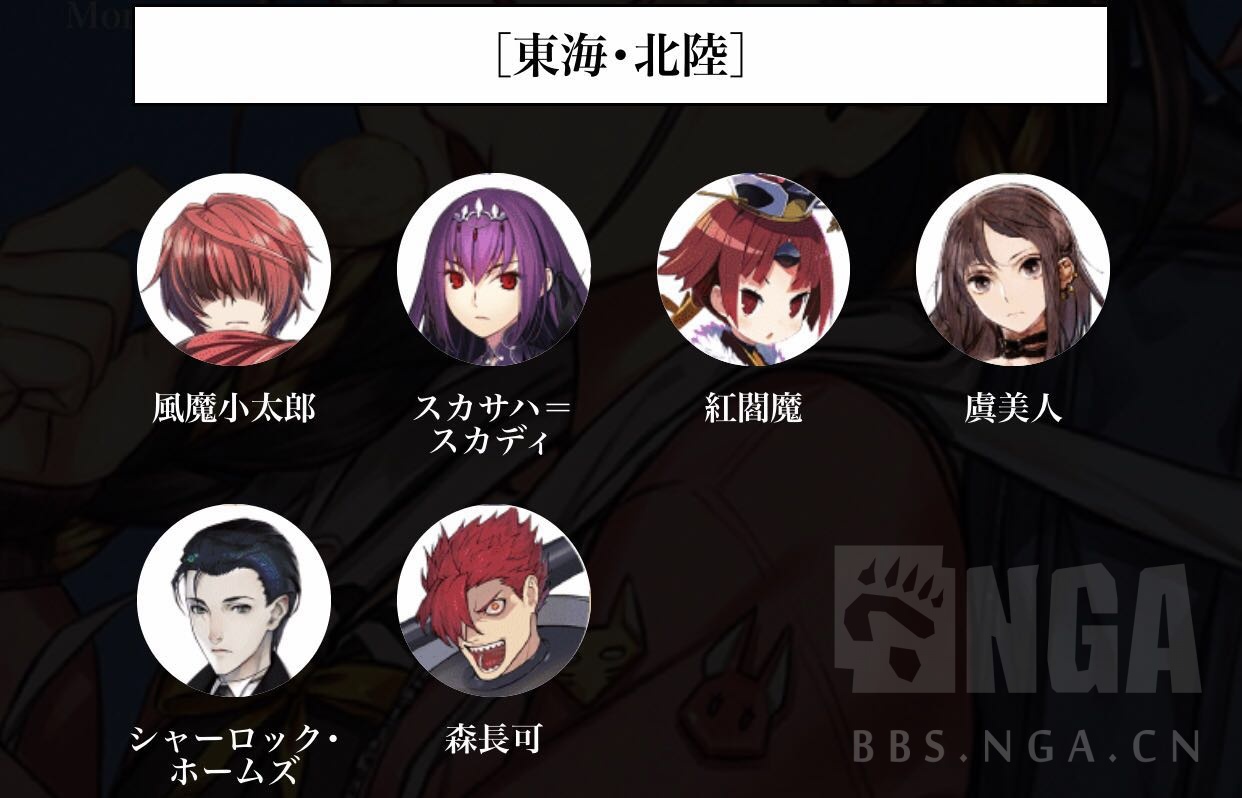 Mon
[東海・北陸]
風魔小太郎
スカサハ＝
スカディ
紅閻魔
虞美人
シャーロック・
ホームズ
森長可
NGA
BBS.NGA.CN